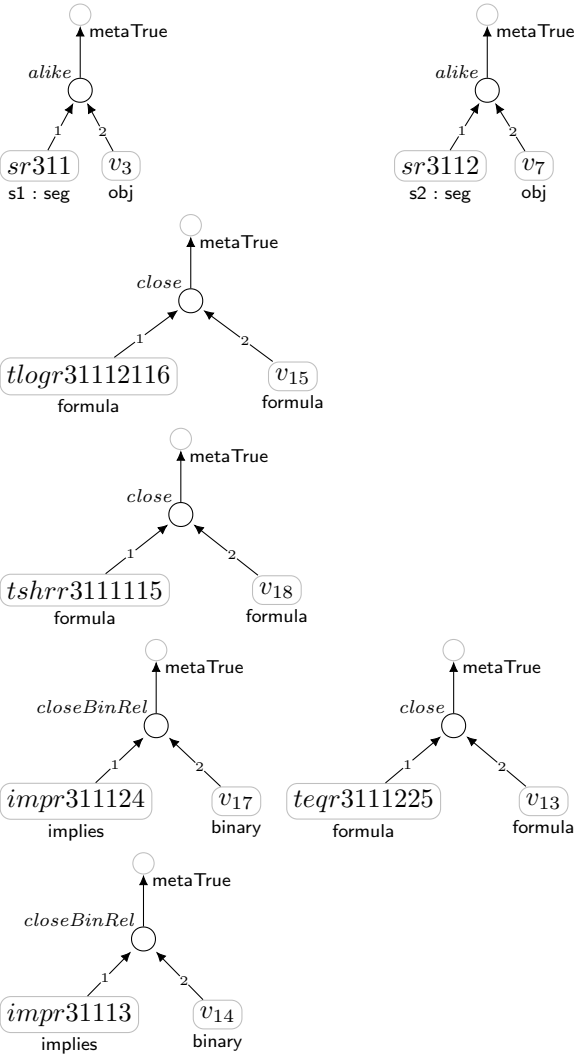 metaTrue metaTrue
alike alike
1 2 1 2
sr311 v3 sr3112 v7
s1 : seg obj s2 : seg obj
metaTrue
close
1 2
tlogr31112116 v15
formula formula
metaTrue
close
1 2
tshrr3111115 v18
formula formula
metaTrue metaTrue
closeBinRel close
1 2 1 2
impr311124 v17 teqr3111225 v13
implies binary formula formula
metaTrue
closeBinRel
1 2
impr31113 v14
implies binary